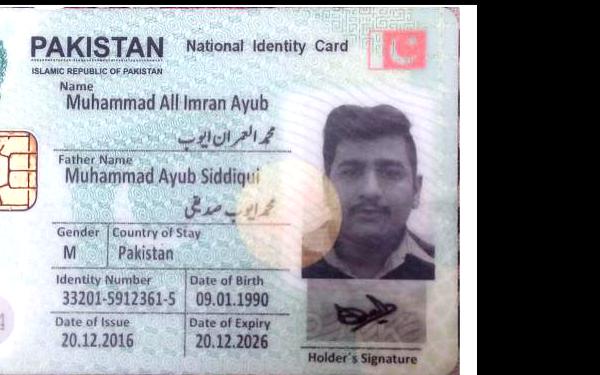 PAKISTAN National Identity Card
ISLAMIC REPUBLIC OF PAKISTAN
Name
Muhammad All Imran Ayub
محمد العمران ایوب
Father Name
Muhammad Ayub Siddiqui
محمد ایوب صدیقی
Gender Country of Stay
M Pakistan
Identity Number Date of Birth
33201-5912361-5 09.01.1990
Date of Issue Date of Expiry
20.12.2016 20.12.2026
Holder's Signature